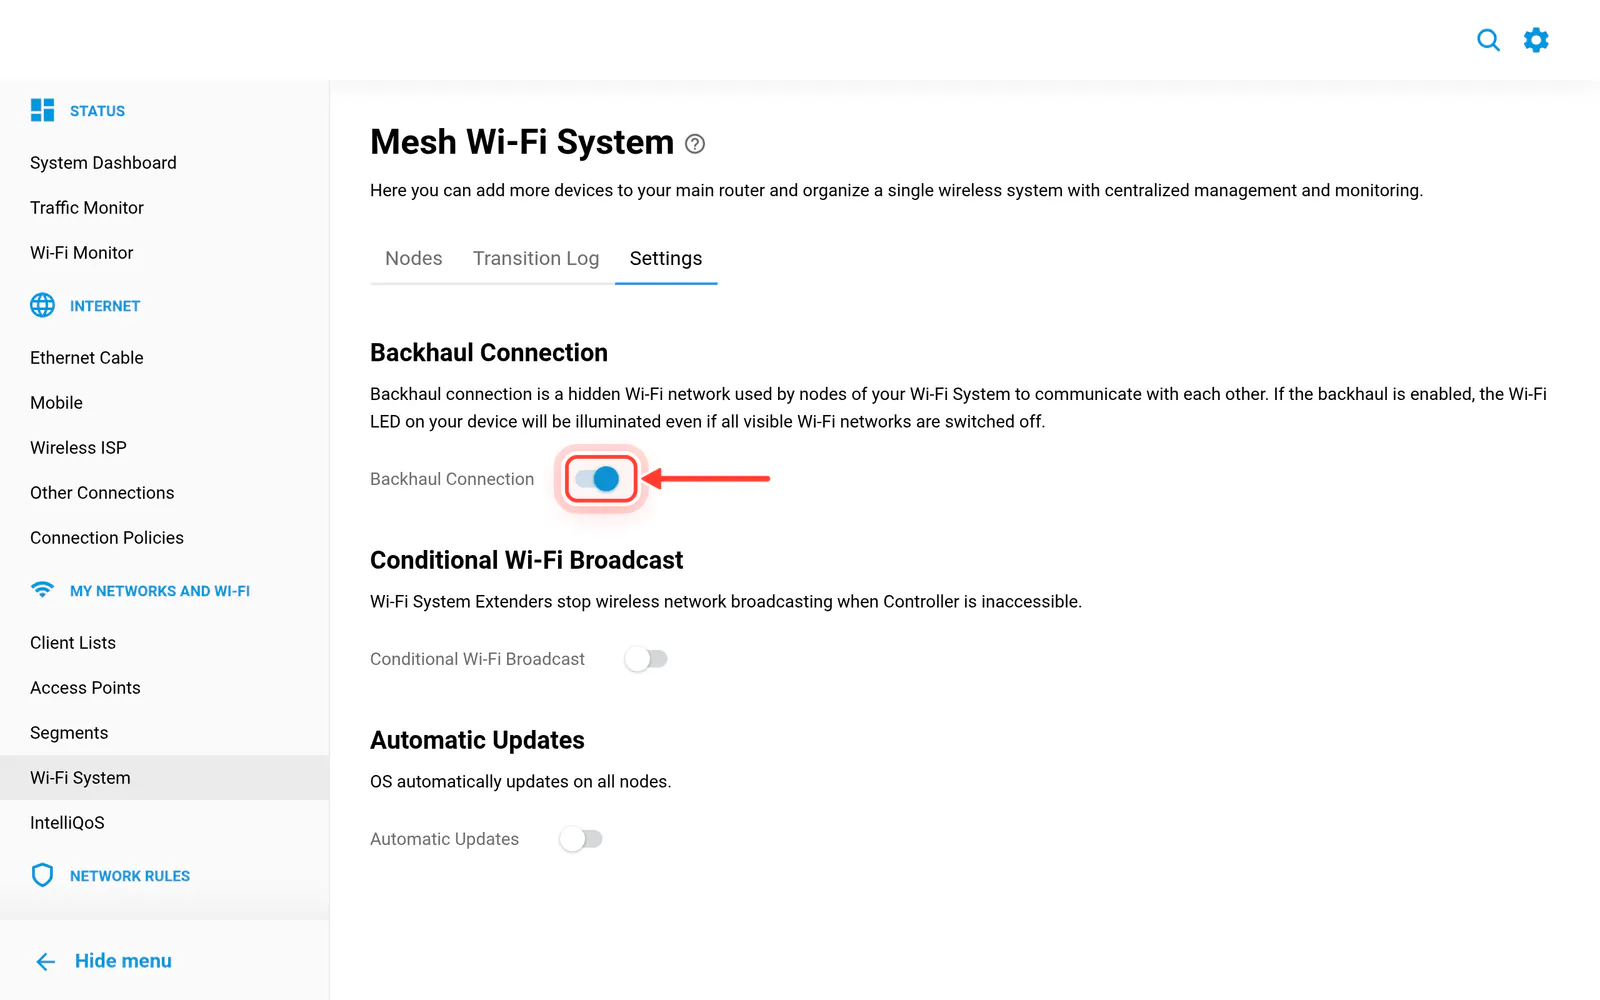 STATUS
System Dashboard
Traffic Monitor
Wi-Fi Monitor
INTERNET
Ethernet Cable
Mobile
Wireless ISP
Other Connections
Connection Policies
MY NETWORKS AND WI-FI
Client Lists
Access Points
Segments
Wi-Fi System
IntelliQoS
NETWORK RULES
Hide menu
Mesh Wi-Fi System ?
Here you can add more devices to your main router and organize a single wireless system with centralized management and monitoring.
Nodes Transition Log Settings
Backhaul Connection
Backhaul connection is a hidden Wi-Fi network used by nodes of your Wi-Fi System to communicate with each other. If the backhaul is enabled, the Wi-Fi
LED on your device will be illuminated even if all visible Wi-Fi networks are switched off.
Backhaul Connection
Conditional Wi-Fi Broadcast
Wi-Fi System Extenders stop wireless network broadcasting when Controller is inaccessible.
Conditional Wi-Fi Broadcast
Automatic Updates
OS automatically updates on all nodes.
Automatic Updates